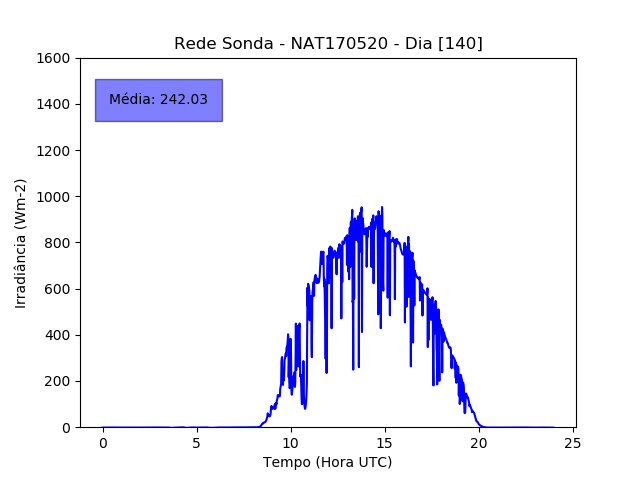 Rede Sonda - NAT170520 - Dia [140]
1600
1400
1200
1000
800
600
400
200
0
Média: 242.03
Irradiância (Wm-2)
0 5 10 15 20 25
Tempo (Hora UTC)